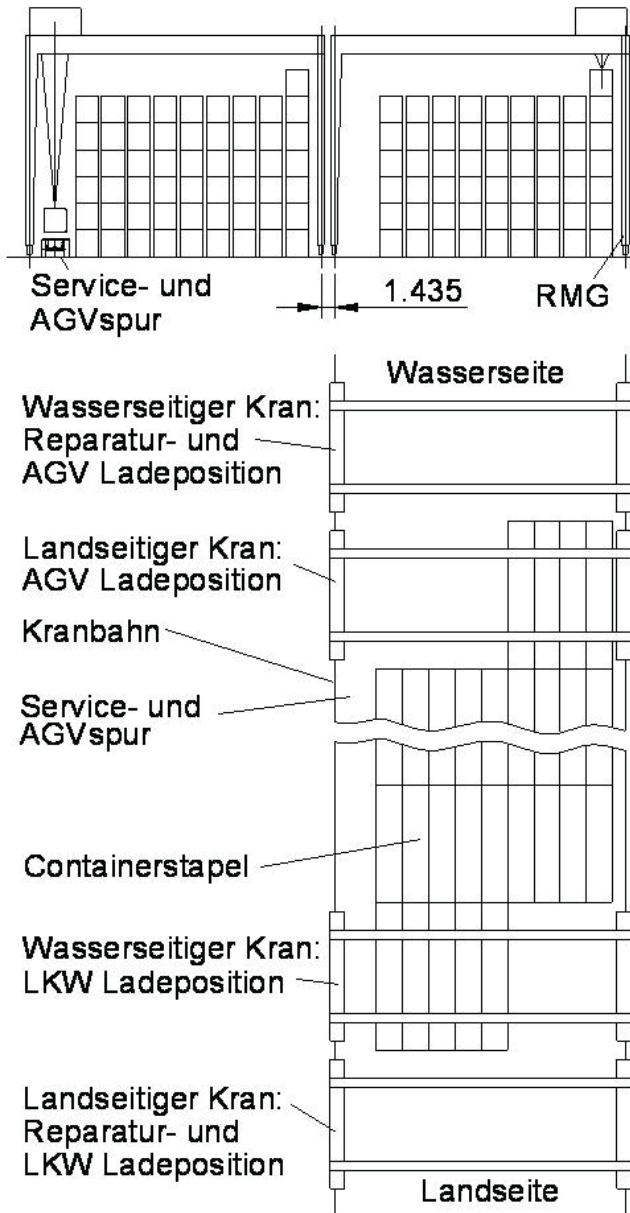 Service- und
AGVspur
1.435
RMG
Wasserseite
Wasserseitiger Kran:
Reparatur- und
AGV Ladeposition
Landseitiger Kran:
AGV Ladeposition
Kranbahn
Service- und
AGVspur
Containerstapel
Wasserseitiger Kran:
LKW Ladeposition
Landseitiger Kran:
Reparatur- und
LKW Ladeposition
Landseite